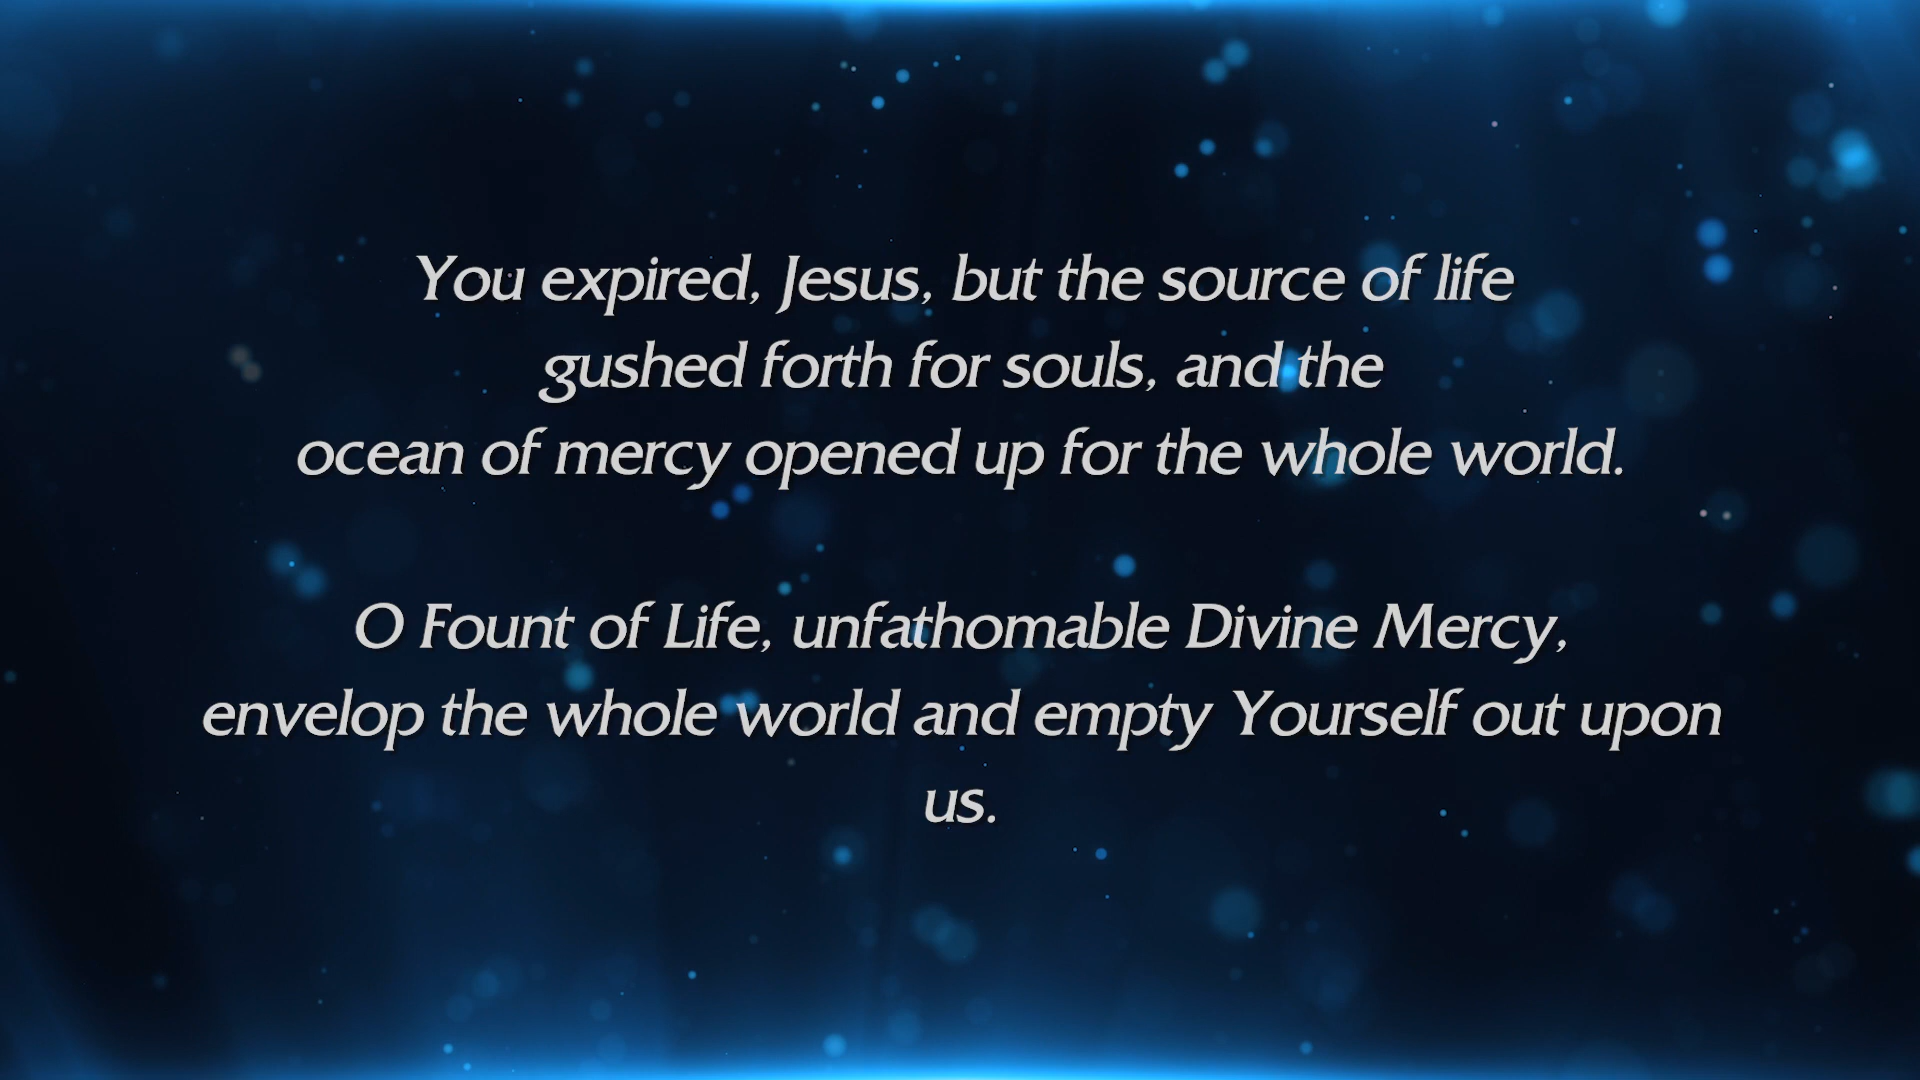 You expired, Jesus, but the source of life
gushed forth for souls, and the
ocean of mercy opened up for the whole world.
O Fount of Life, unfathomable Divine Mercy,
envelop the whole world and empty Yourself out upon
us.